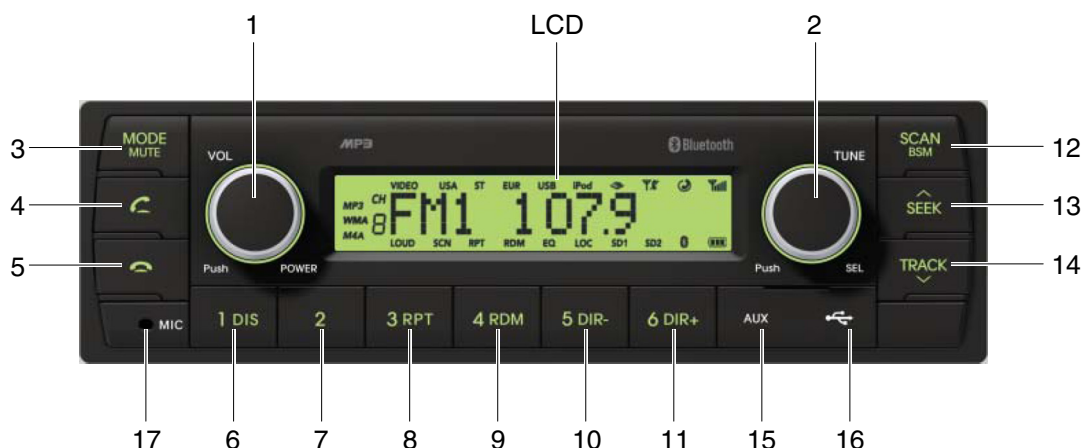 1 LCD 2
3 MODE MUTE VOL MP3 Bluetooth TUNE SCAN BSM 12
VIDEO USA ST EUR USB iPod
4 MP3 WMA M4A CH 8 FM1 107.9 SEEK 13
LOUD SCN RPT RDM EQ LOC SD1 SD2
5 Push POWER Push SEL TRACK 14
MIC 1 DIS 2 3 RPT 4 RDM 5 DIR- 6 DIR+ AUX
17 6 7 8 9 10 11 15 16